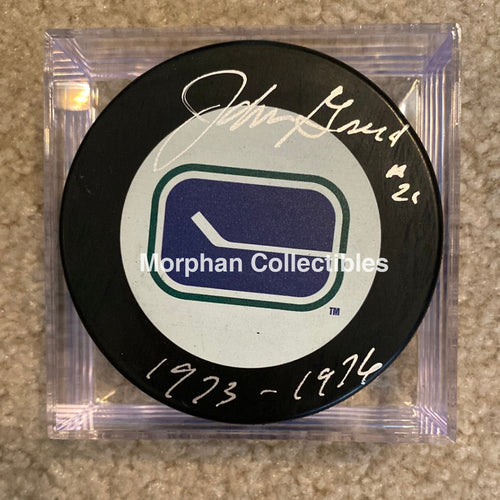 John Gould
#21
Morphan Collectibles
TM
1973-1976